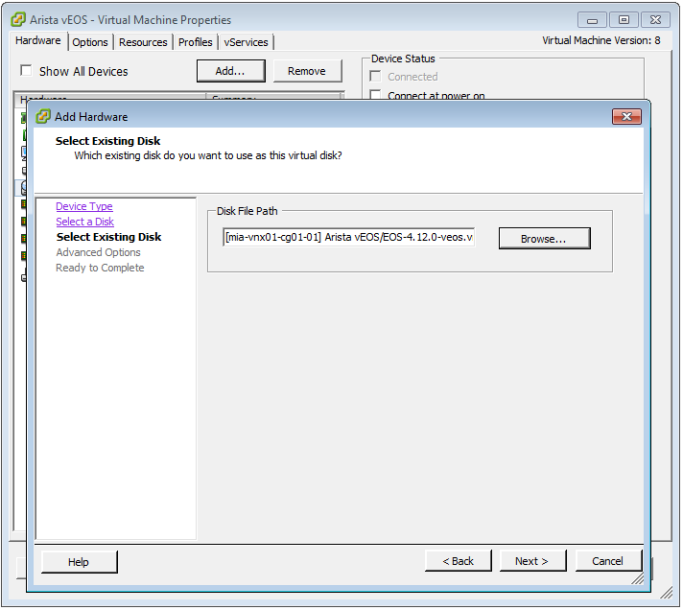 Arista vEOS - Virtual Machine Properties
Hardware Options Resources Profiles vServices
Virtual Machine Version: 8
Show All Devices
Add...
Remove
Device Status
Connected
Connect at power on
Add Hardware
Select Existing Disk
Which existing disk do you want to use as this virtual disk?
Device Type
Select a Disk
Select Existing Disk
Advanced Options
Ready to Complete
Disk File Path
[mia-vnx01-cg01-01] Arista vEOS/EOS-4.12.0-veos.v
Browse...
Help
< Back
Next >
Cancel